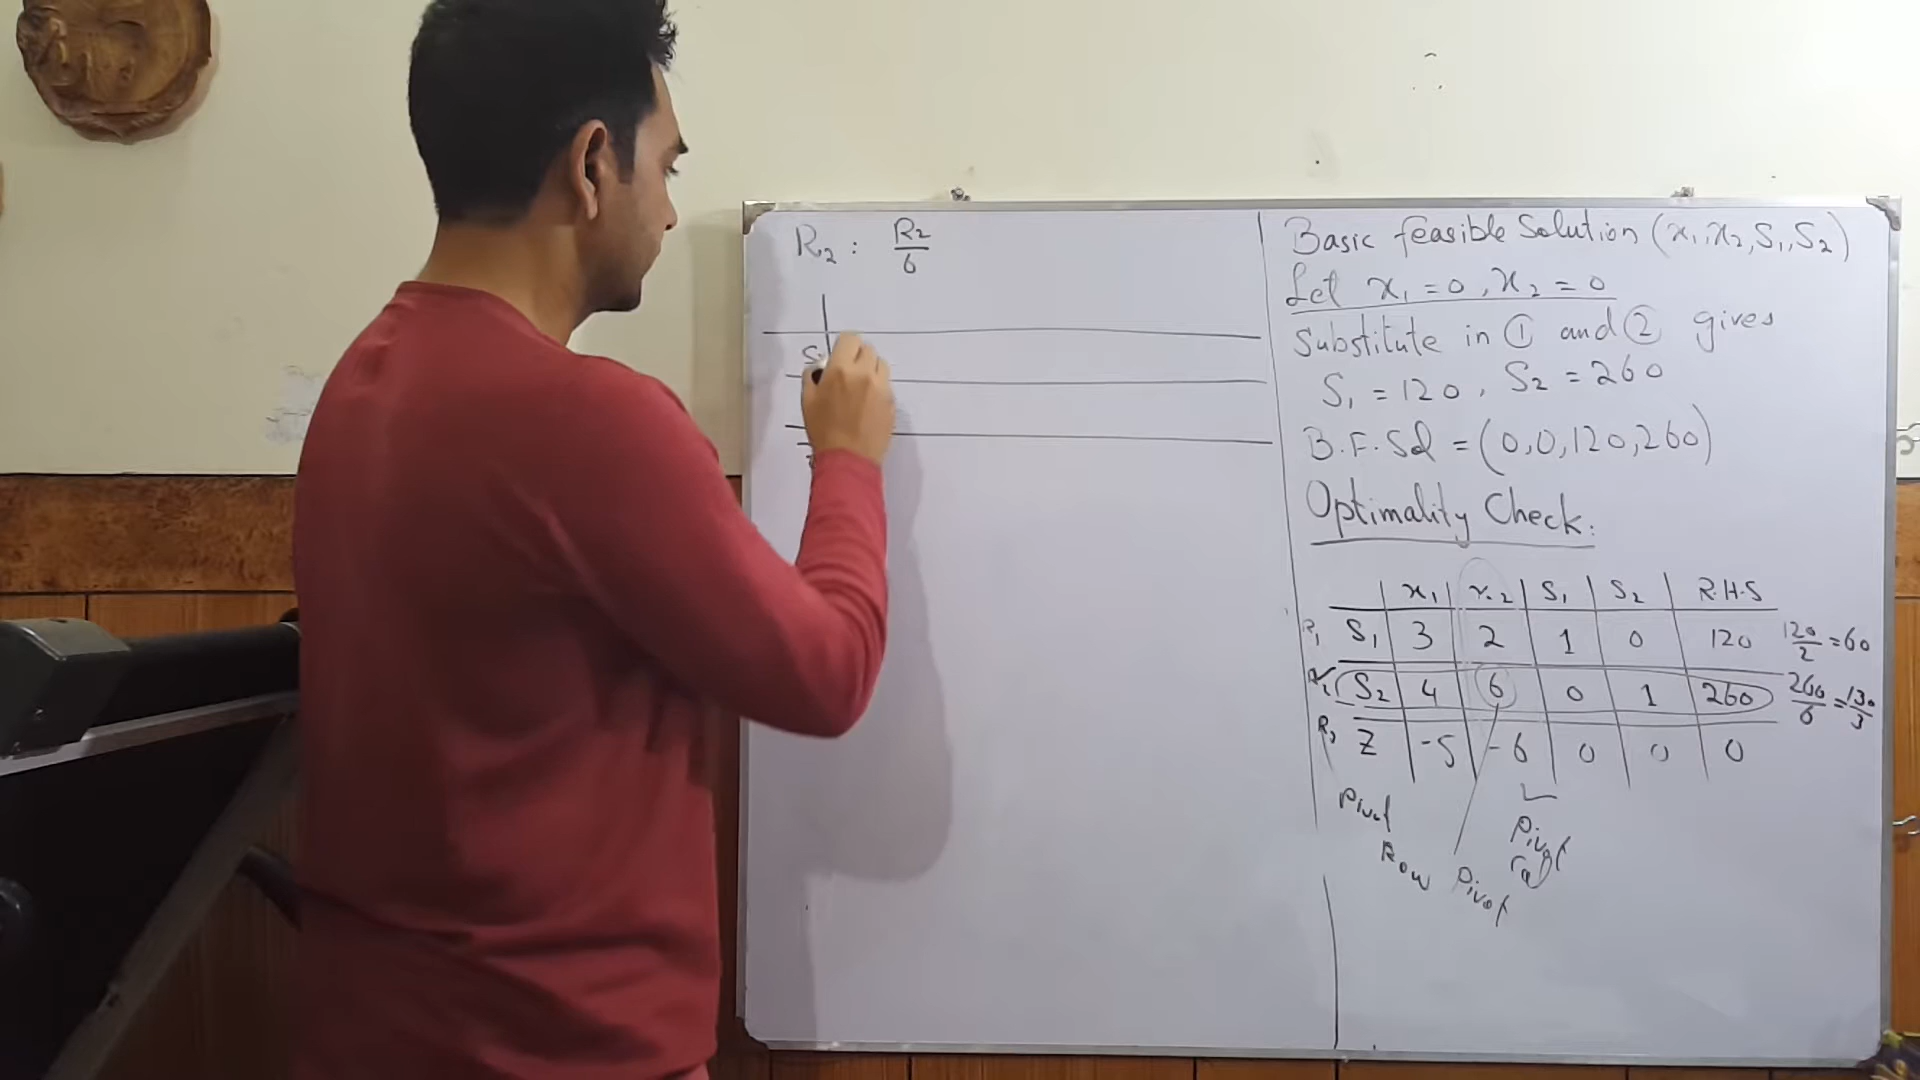 R₂ : R₂/6
S₁
Basic feasible Solution (x₁, x₂, S₁, S₂)
Let x₁ = 0, x₂ = 0
Substitute in ① and ② gives
S₁ = 120, S₂ = 260
B.F.Sol = (0,0,120,260)
Optimality Check:
x₁ x₂ S₁ S₂ R.H.S
R₁ S₁ 3 2 1 0 120 120/2 = 60
S₂ 4 6 0 1 260 260/6 = 130/3
R₃ Z -5 -6 0 0 0
Pivot
Row
Pivot
Pivot